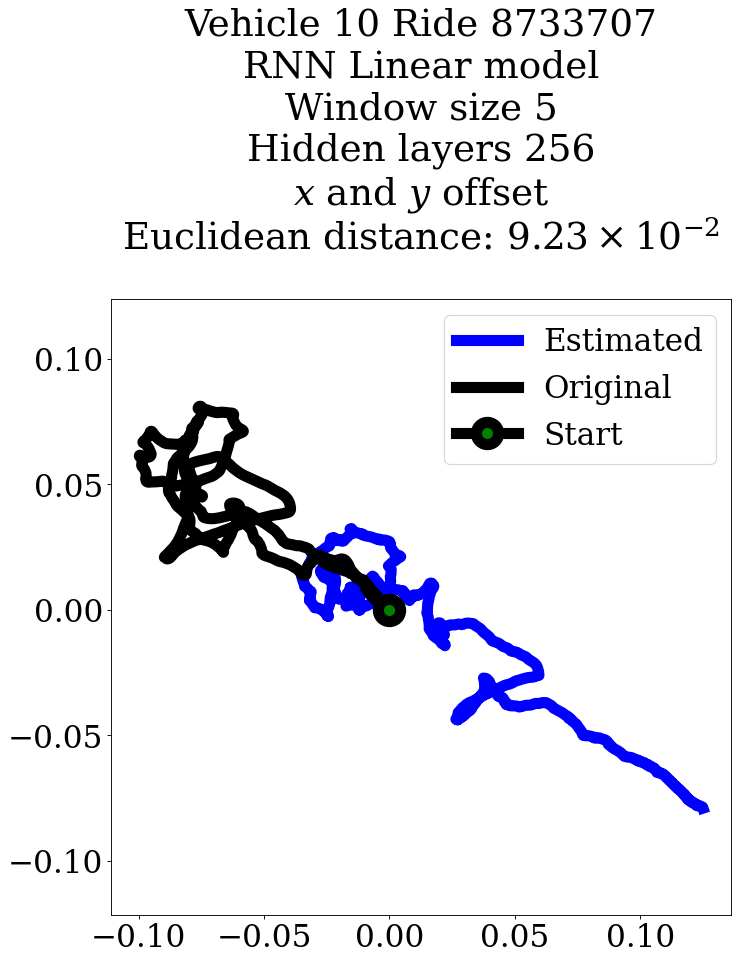 Vehicle 10 Ride 8733707
RNN Linear model
Window size 5
Hidden layers 256
x and y offset
Euclidean distance: 9.23 × 10⁻²
Estimated
Original
Start
0.10
0.05
0.00
−0.05
−0.10
−0.10 −0.05 0.00 0.05 0.10